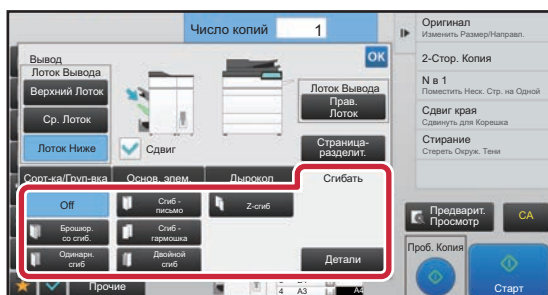 Число копий 1
Вывод
OK
Лоток Вывода
Верхний Лоток
Ср. Лоток
Лоток Ниже
Сдвиг
Лоток Вывода
Прав.
Лоток
Страница-
разделит.
Сорт-ка/Груп-вка
Основ. элем.
Дырокол
Сгибать
Off
Сгиб -
письмо
Z-сгиб
Брошюр.
со сгиб.
Сгиб -
гармошка
Одинарн.
сгиб
Двойной
сгиб
Детали
Прочие
4 A3
A4
Оригинал
Изменить Размер/Направл.
2-Стор. Копия
N в 1
Поместить Неск. Стр. на Одной
Сдвиг края
Сдвинуть для Корешка
Стирание
Стереть Окруж. Тени
Предварит.
Просмотр
CA
Проб. Копия
Старт